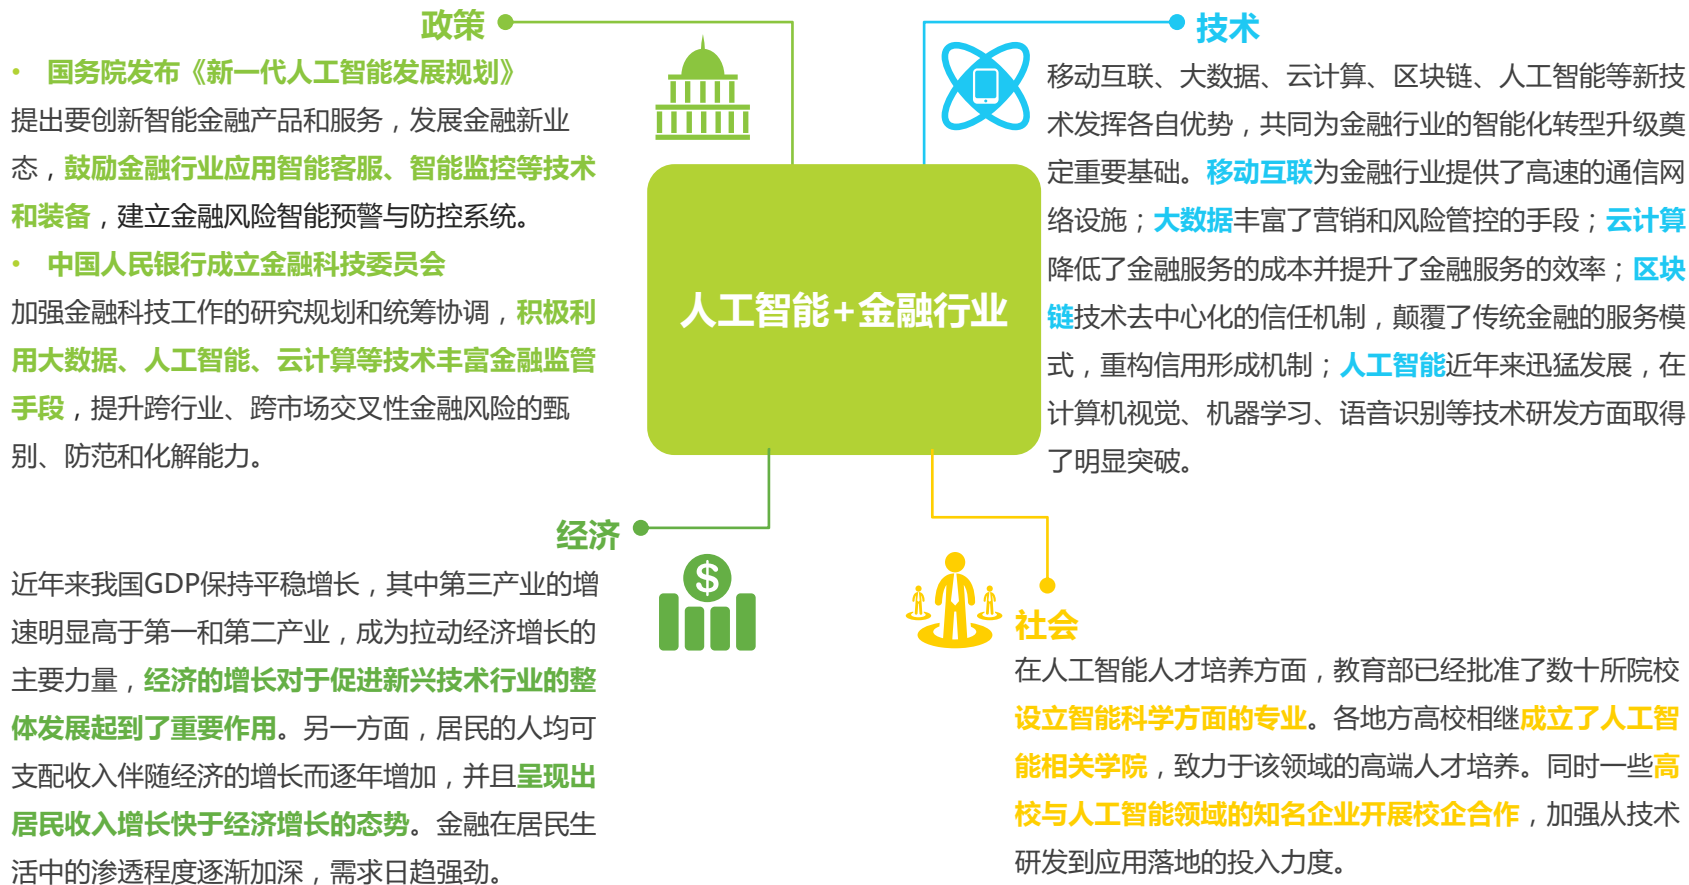 政策
• 国务院发布《新一代人工智能发展规划》
提出要创新智能金融产品和服务，发展金融新业
态，鼓励金融行业应用智能客服、智能监控等技术
和装备，建立金融风险智能预警与防控系统。
• 中国人民银行成立金融科技委员会
加强金融科技工作的研究规划和统筹协调，积极利
用大数据、人工智能、云计算等技术丰富金融监管
手段，提升跨行业、跨市场交叉性金融风险的甄
别、防范和化解能力。
技术
移动互联、大数据、云计算、区块链、人工智能等新技
术发挥各自优势，共同为金融行业的智能化转型升级奠
定重要基础。移动互联为金融行业提供了高速的通信网
络设施；大数据丰富了营销和风险管控的手段；云计算
降低了金融服务的成本并提升了金融服务的效率；区块
链技术去中心化的信任机制，颠覆了传统金融的服务模
式，重构信用形成机制；人工智能近年来迅猛发展，在
计算机视觉、机器学习、语音识别等技术研发方面取得
了明显突破。
人工智能+金融行业
经济
近年来我国GDP保持平稳增长，其中第三产业的增
速明显高于第一和第二产业，成为拉动经济增长的
主要力量，经济的增长对于促进新兴技术行业的整
体发展起到了重要作用。另一方面，居民的人均可
支配收入伴随经济的增长而逐年增加，并且呈现出
居民收入增长快于经济增长的态势。金融在居民生
活中的渗透程度逐渐加深，需求日趋强劲。
$
社会
在人工智能人才培养方面，教育部已经批准了数十所院校
设立智能科学方面的专业。各地方高校相继成立了人工智
能相关学院，致力于该领域的高端人才培养。同时一些高
校与人工智能领域的知名企业开展校企合作，加强从技术
研发到应用落地的投入力度。